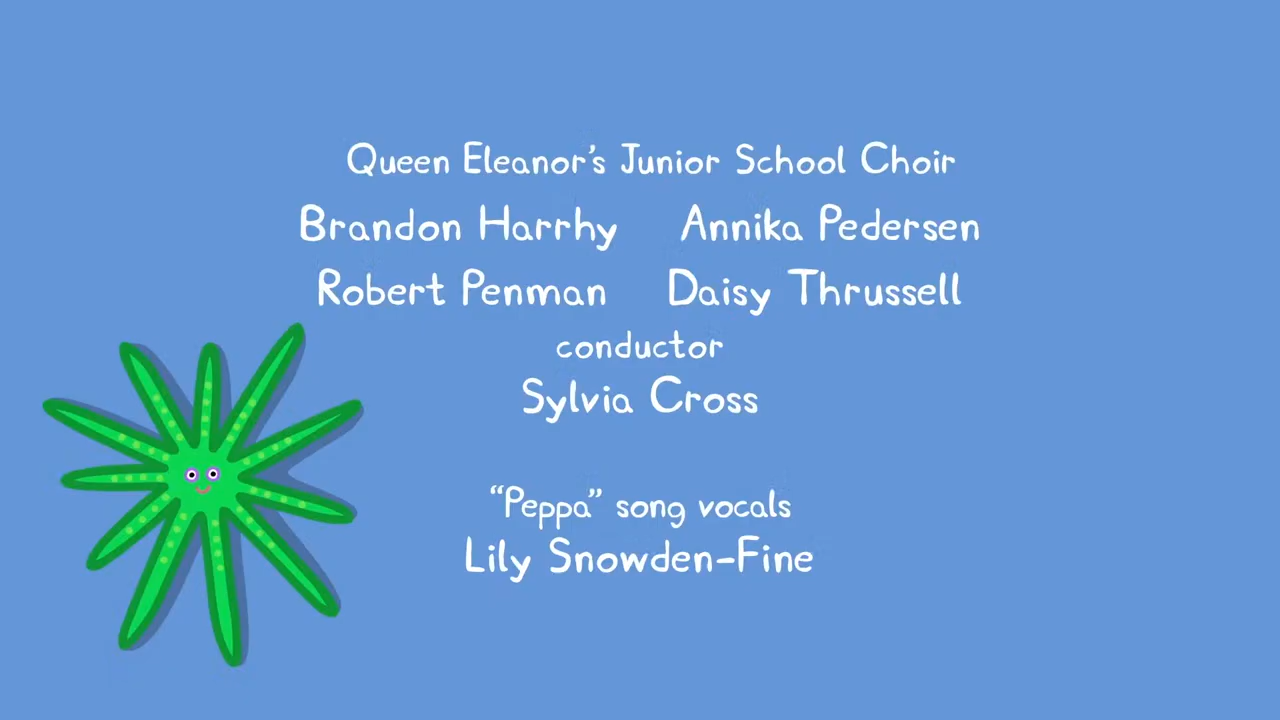 Queen Eleanor's Junior School Choir
Brandon Harrhy Annika Pedersen
Robert Penman Daisy Thrussell
conductor
Sylvia Cross
“Peppa” song vocals
Lily Snowden-Fine